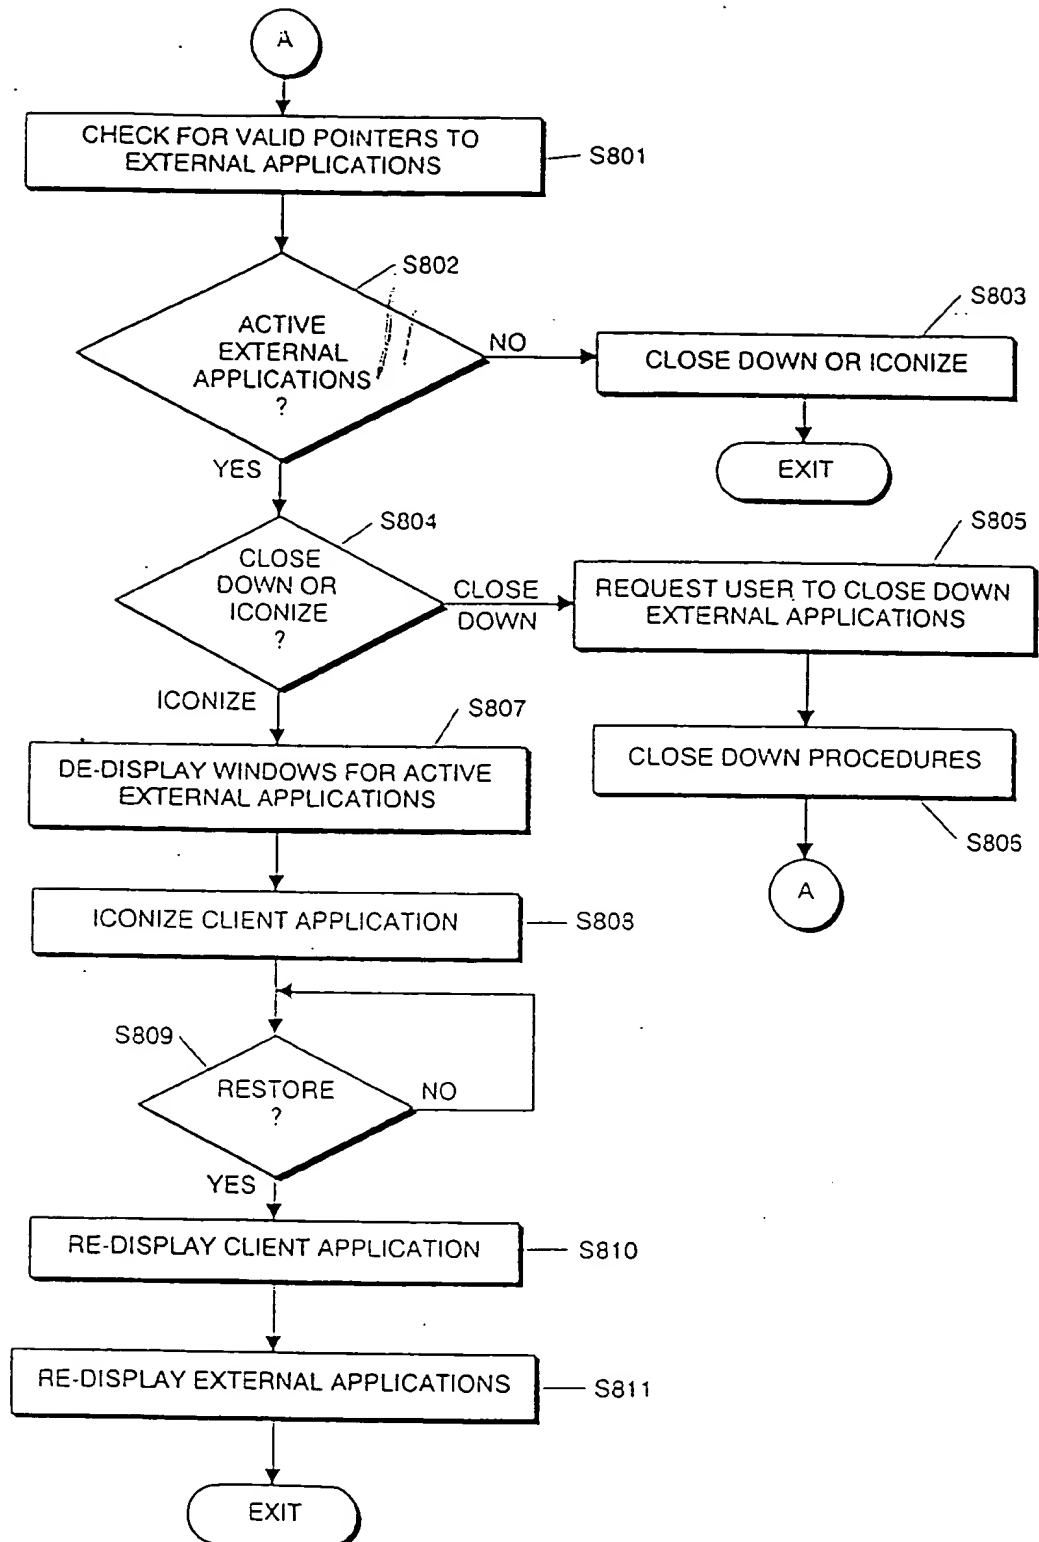 A
CHECK FOR VALID POINTERS TO
EXTERNAL APPLICATIONS
S801
S802
ACTIVE
EXTERNAL
APPLICATIONS
?
NO
S803
CLOSE DOWN OR ICONIZE
EXIT
YES
S804
CLOSE
DOWN OR
ICONIZE
?
CLOSE
DOWN
S805
REQUEST USER TO CLOSE DOWN
EXTERNAL APPLICATIONS
CLOSE DOWN PROCEDURES
S806
A
ICONIZE
S807
DE-DISPLAY WINDOWS FOR ACTIVE
EXTERNAL APPLICATIONS
ICONIZE CLIENT APPLICATION
S808
S809
RESTORE
?
NO
YES
RE-DISPLAY CLIENT APPLICATION
S810
RE-DISPLAY EXTERNAL APPLICATIONS
S811
EXIT